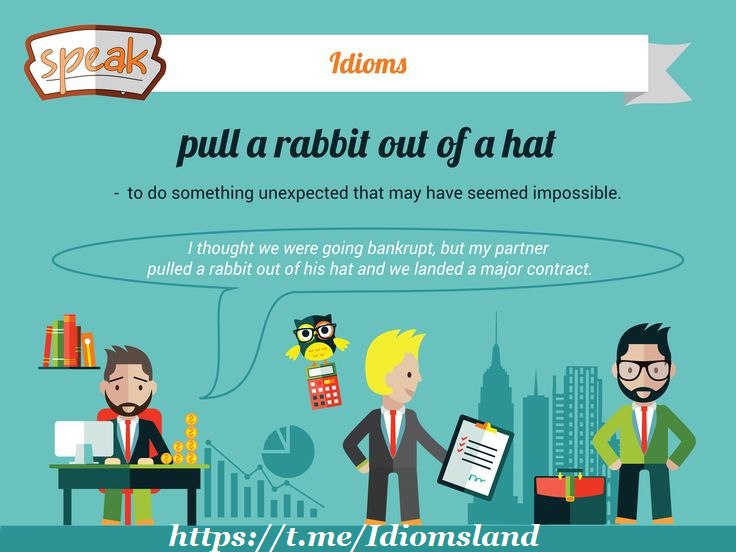 speak
Idioms
pull a rabbit out of a hat
- to do something unexpected that may have seemed impossible.
I thought we were going bankrupt, but my partner
pulled a rabbit out of his hat and we landed a major contract.
https://t.me/Idiomsland